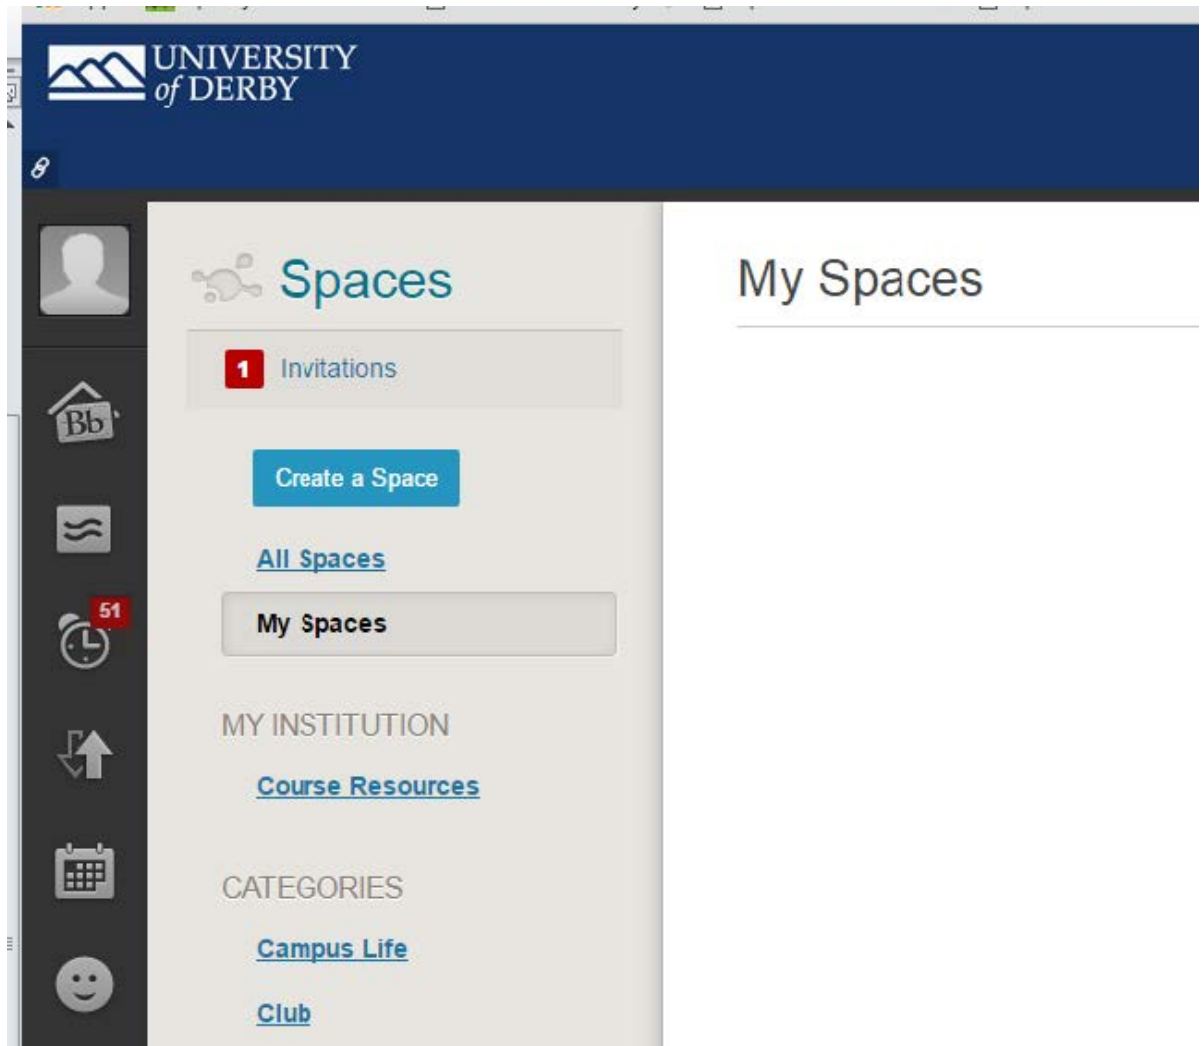 UNIVERSITY
of DERBY
Spaces
1 Invitations
Create a Space
All Spaces
My Spaces
MY INSTITUTION
Course Resources
CATEGORIES
Campus Life
Club
My Spaces
Bb
51